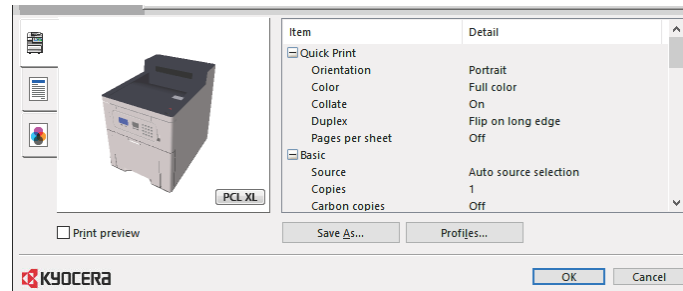 Item Detail
Quick Print
Orientation Portrait
Color Full color
Collate On
Duplex Flip on long edge
Pages per sheet Off
Basic
Source Auto source selection
Copies 1
Carbon copies Off
PCL XL
Print preview Save As... Profiles...
KYOCERA OK Cancel